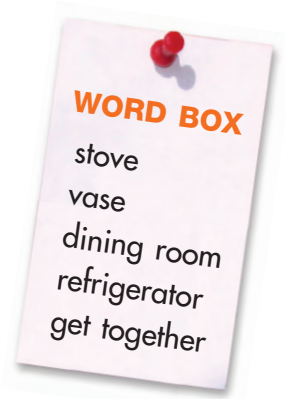 WORD BOX
stove
vase
dining room
refrigerator
get together